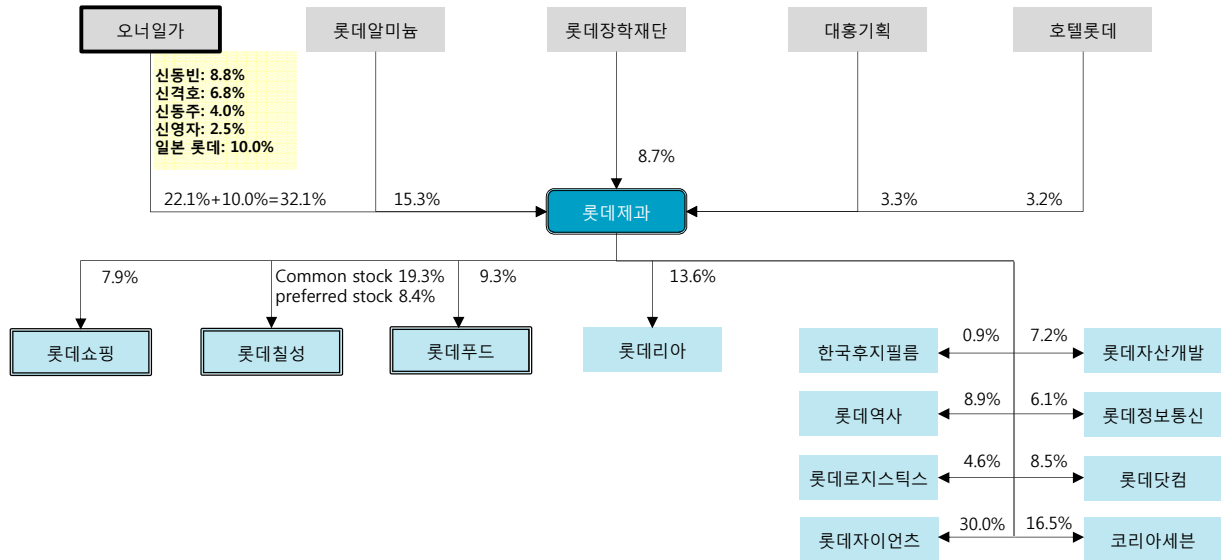 오너일가
롯데알미늄
롯데장학재단
대홍기획
호텔롯데
신동빈: 8.8%
신격호: 6.8%
신동주: 4.0%
신영자: 2.5%
일본 롯데: 10.0%
8.7%
22.1%+10.0%=32.1%
15.3%
롯데제과
3.3%
3.2%
7.9%
Common stock 19.3%
preferred stock 8.4%
9.3%
13.6%
롯데쇼핑
롯데칠성
롯데푸드
롯데리아
한국후지필름
0.9%
7.2%
롯데자산개발
롯데역사
8.9%
6.1%
롯데정보통신
롯데로지스틱스
4.6%
8.5%
롯데닷컴
롯데자이언츠
30.0%
16.5%
코리아세븐